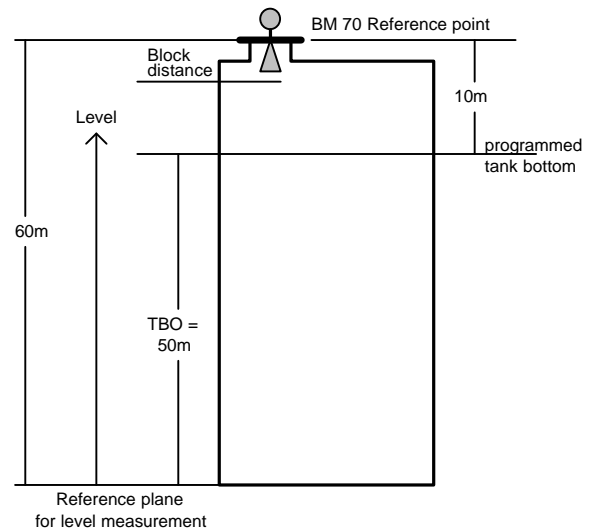 BM 70 Reference point
Block
distance
10m
Level
programmed
tank bottom
60m
TBO =
50m
Reference plane
for level measurement